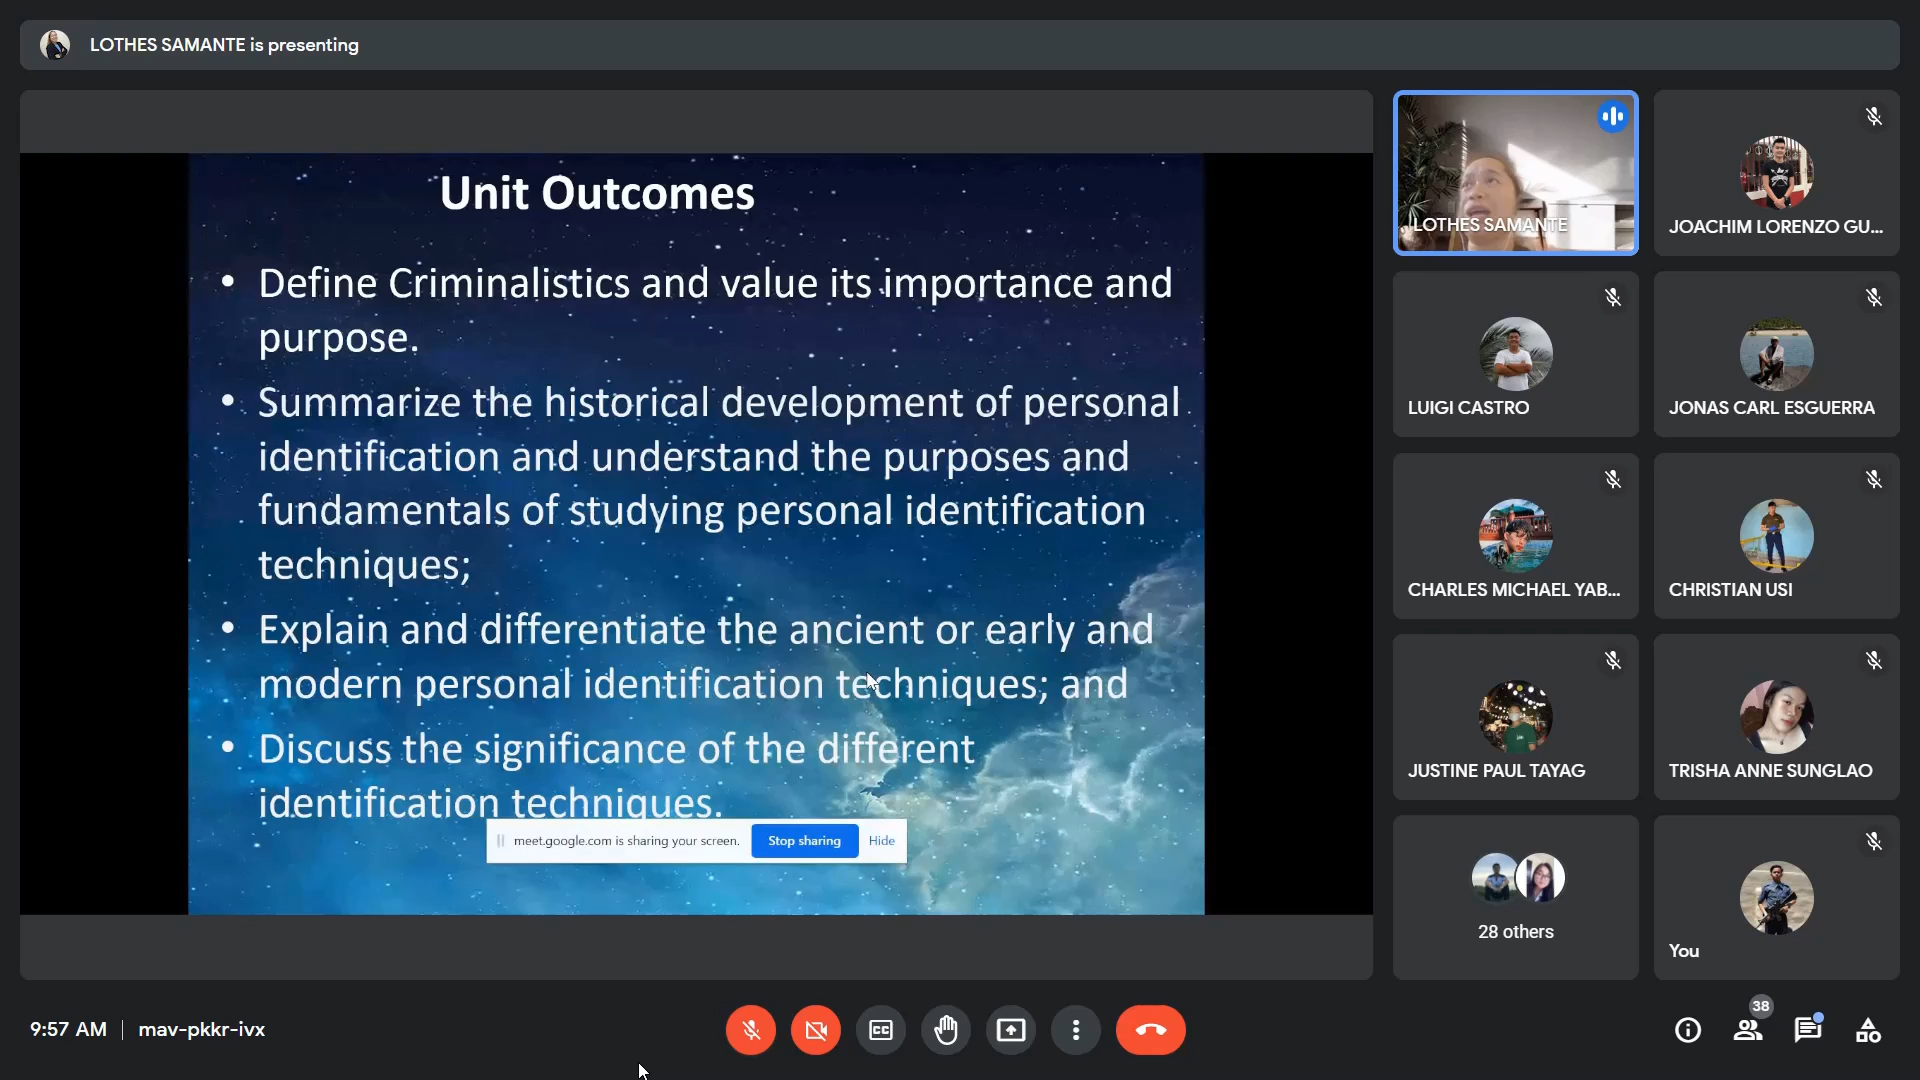 LOTHES SAMANTE is presenting
Unit Outcomes
• Define Criminalistics and value its importance and
purpose.
• Summarize the historical development of personal
identification and understand the purposes and
fundamentals of studying personal identification
techniques;
• Explain and differentiate the ancient or early and
modern personal identification techniques; and
• Discuss the significance of the different
identification techniques.
meet.google.com is sharing your screen.
Stop sharing
Hide
LOTHES SAMANTE
JOACHIM LORENZO GU...
LUIGI CASTRO
JONAS CARL ESGUERRA
CHARLES MICHAEL YAB...
CHRISTIAN USI
JUSTINE PAUL TAYAG
TRISHA ANNE SUNGLAO
28 others
You
9:57 AM | mav-pkkr-ivx
CC
38